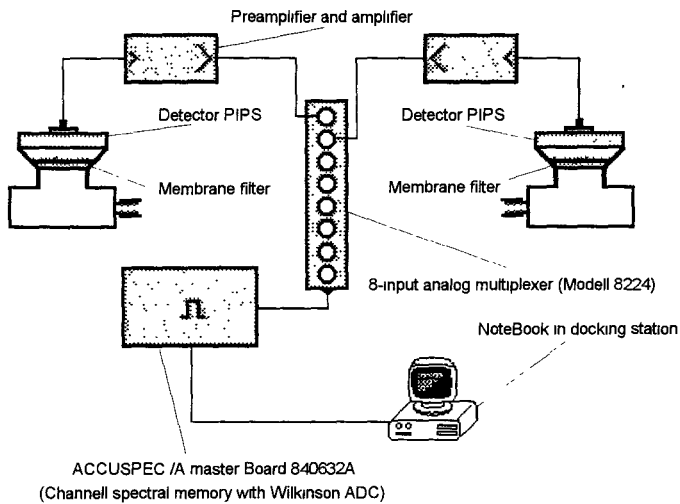 Preamplifier and amplifier
Detector PIPS
Detector PIPS
Membrane filter
Membrane filter
8-input analog multiplexer (Modell 8224)
NoteBook in docking station
ACCUSPEC /A master Board 840632A
(Channell spectral memory with Wilkinson ADC)